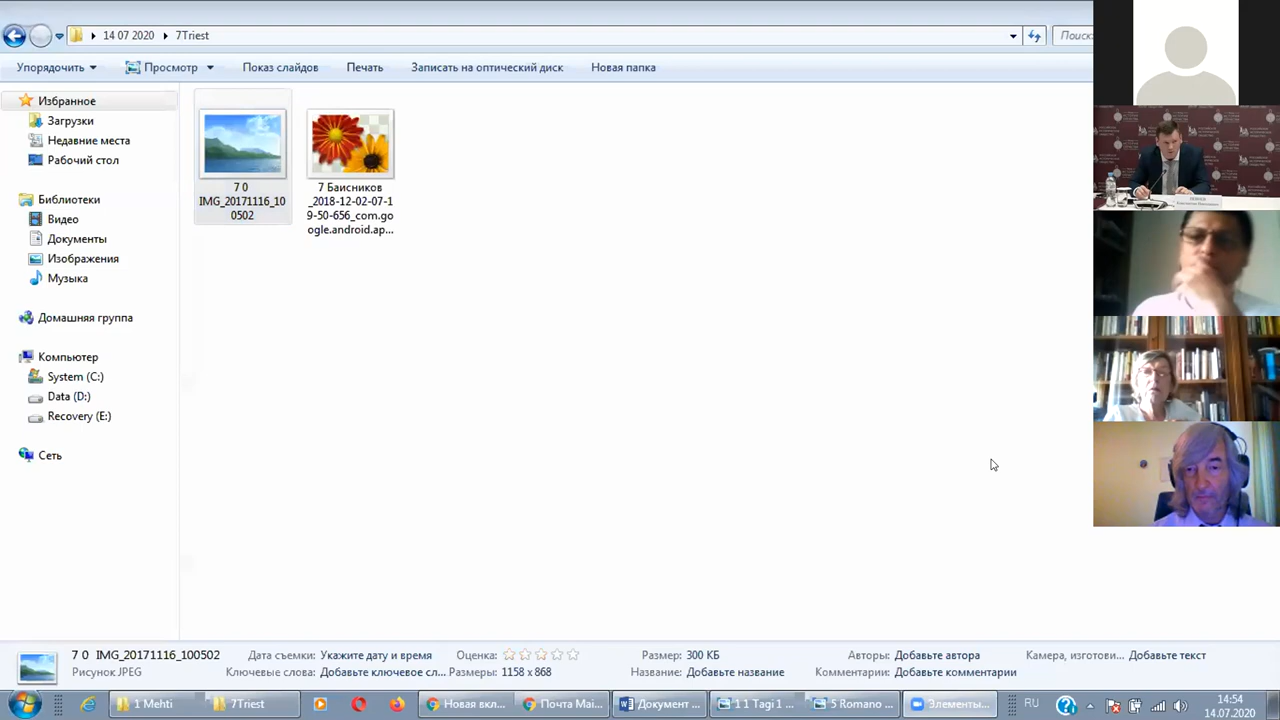 14 07 2020
7Triest
Поиск:
Упорядочить
Просмотр
Показ слайдов
Печать
Записать на оптический диск
Новая папка
Избранное
Загрузки
Недавние места
Рабочий стол
Библиотеки
Видео
Документы
Изображения
Музыка
Домашняя группа
Компьютер
System (C:)
Data (D:)
Recovery (E:)
Сеть
7 0
IMG_20171116_10
0502
7 Баисников
_2018-12-02-07-1
9-50-656_com.go
ogle.android.ap...
7 0 IMG_20171116_100502
Рисунок JPEG
Дата съемки: Укажите дату и время
Ключевые слова: Добавьте ключевое сл...
Оценка:
Размеры: 1158 x 868
Размер: 300 КБ
Название: Добавьте название
Авторы: Добавьте автора
Комментарии: Добавьте комментарии
Камера, изготови... Добавьте текст
1 Mehti
7Triest
Новая вкл...
Почта Mai...
Документ ...
1 1 Tagi 1 ...
5 Romano ...
Элементы...
RU
14:54
14.07.2020